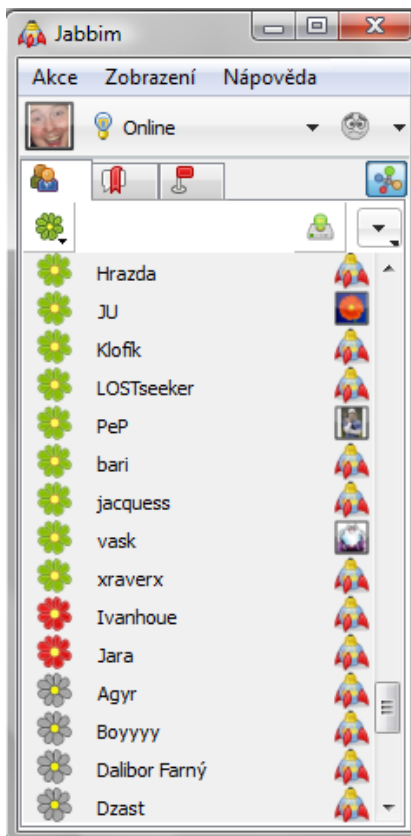 Jabbim
Akce Zobrazení Nápověda
Online
Hrazda
JU
Klofík
LOSTseeker
PeP
bari
jacquess
vask
xraverx
Ivanhoue
Jara
Agyr
Boyyyy
Dalibor Farný
Dzast